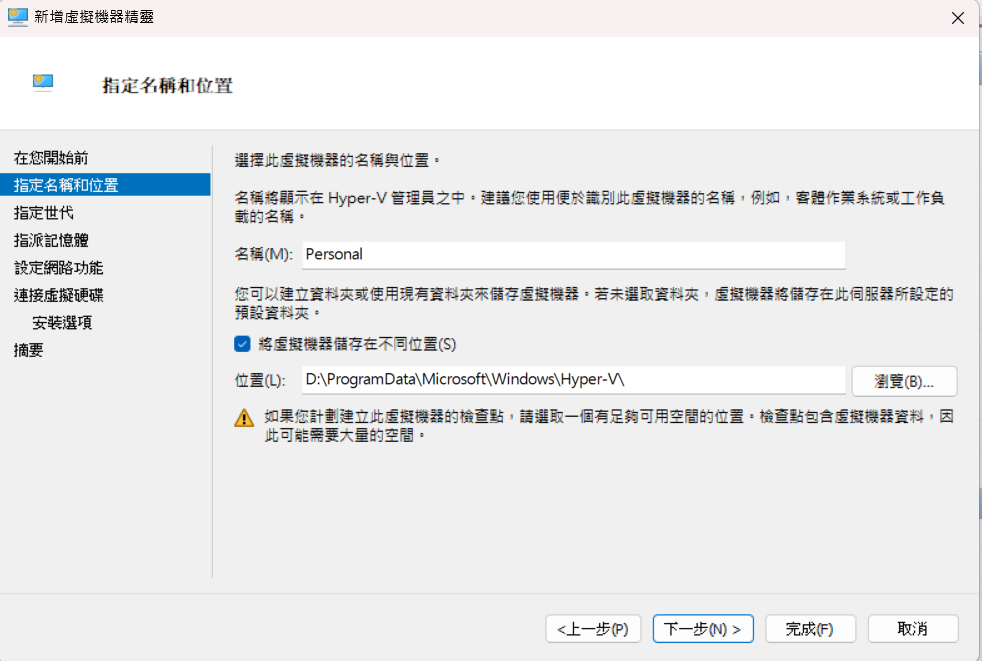 新增虛擬機器精靈
指定名稱和位置
在您開始前
指定名稱和位置
指定世代
指派記憶體
設定網路功能
連接虛擬硬碟
安裝選項
摘要
選擇此虛擬機器的名稱與位置。
名稱將顯示在 Hyper-V 管理員之中。建議您使用便於識別此虛擬機器的名稱，例如，客體作業系統或工作負
載的名稱。
名稱(M): Personal
您可以建立資料夾或使用現有資料夾來儲存虛擬機器。若未選取資料夾，虛擬機器將儲存在此伺服器所設定的
預設資料夾。
將虛擬機器儲存在不同位置(S)
位置(L): D:\ProgramData\Microsoft\Windows\Hyper-V\ 瀏覽(B)...
如果您計劃建立此虛擬機器的檢查點，請選取一個有足夠可用空間的位置。檢查點包含虛擬機器資料，因
此可能需要大量的空間。
<上一步(P) 下一步(N) > 完成(F) 取消